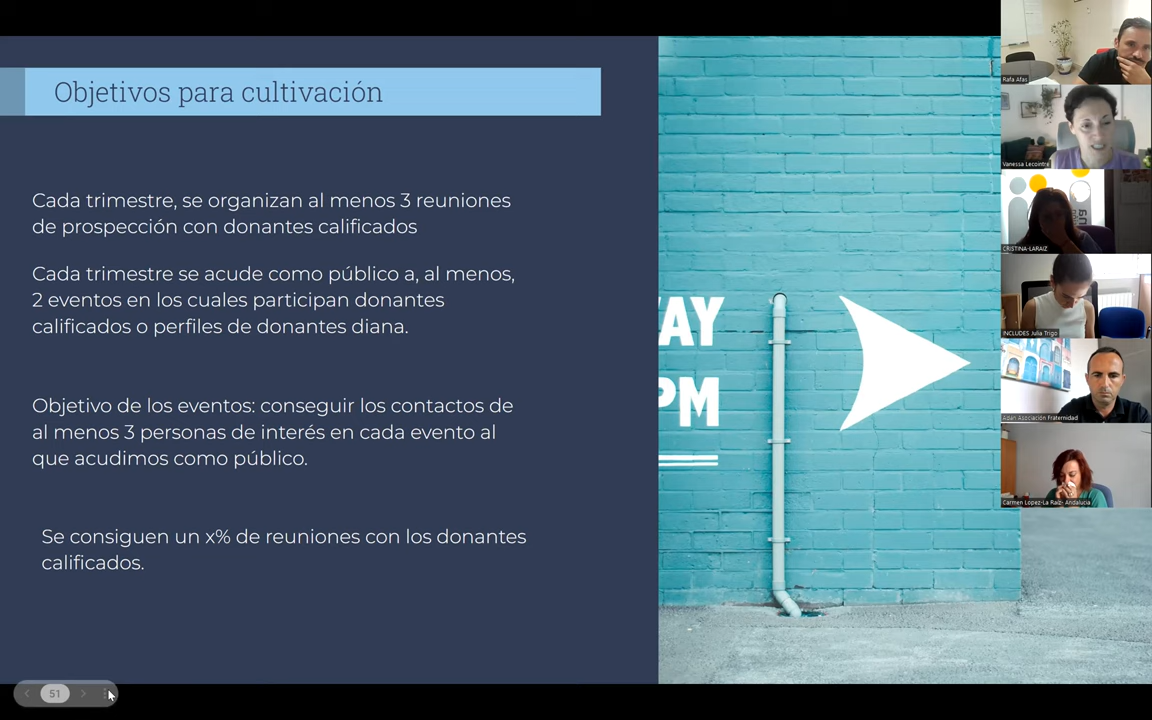 Objetivos para cultivación
Cada trimestre, se organizan al menos 3 reuniones
de prospección con donantes calificados
Cada trimestre se acude como público a, al menos,
2 eventos en los cuales participan donantes
calificados o perfiles de donantes diana.
Objetivo de los eventos: conseguir los contactos de
al menos 3 personas de interés en cada evento al
que acudimos como público.
Se consiguen un x% de reuniones con los donantes
calificados.
51
AY
PM
Rafa Afas
Vanessa Lecointre
CRISTINA-LARAIZ
INCLUDES Julia Trigo
Adan Asociación Fraternidad
Carmen Lopez-La Raíz- Andalucia